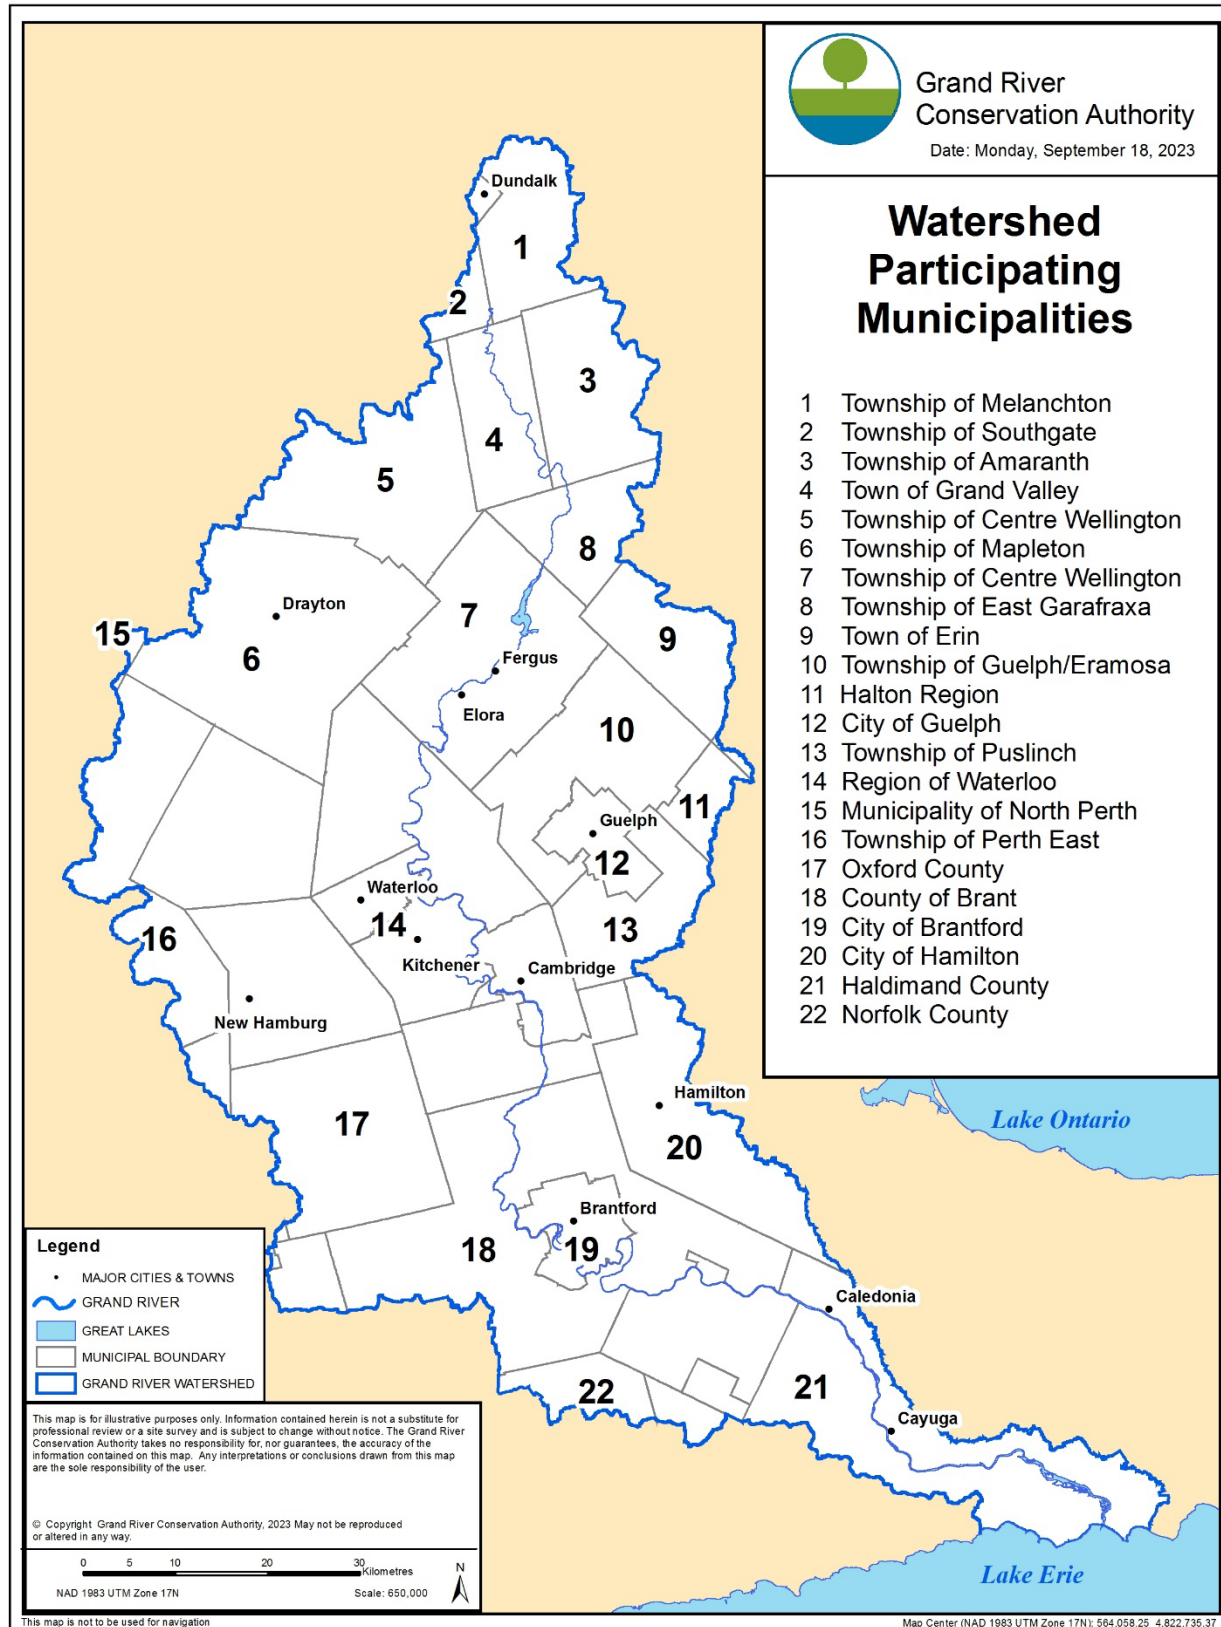 Grand River
Conservation Authority
Date: Monday, September 18, 2023
Watershed
Participating
Municipalities
1 Township of Melanchton
2 Township of Southgate
3 Township of Amaranth
4 Town of Grand Valley
5 Township of Centre Wellington
6 Township of Mapleton
7 Township of Centre Wellington
8 Township of East Garafraxa
9 Town of Erin
10 Township of Guelph/Eramosa
11 Halton Region
12 City of Guelph
13 Township of Puslinch
14 Region of Waterloo
15 Municipality of North Perth
16 Township of Perth East
17 Oxford County
18 County of Brant
19 City of Brantford
20 City of Hamilton
21 Haldimand County
22 Norfolk County
Dundalk
1
2
3
4
5
8
Drayton
7
15
9
6
Fergus
Elora
10
11
Guelph
12
Waterloo
14
13
16
Kitchener
Cambridge
New Hamburg
Hamilton
Lake Ontario
17
20
Brantford
18
19
Caledonia
21
22
Cayuga
Lake Erie
Legend
MAJOR CITIES & TOWNS
GRAND RIVER
GREAT LAKES
MUNICIPAL BOUNDARY
GRAND RIVER WATERSHED
This map is for illustrative purposes only. Information contained herein is not a substitute for
professional review or a site survey and is subject to change without notice. The Grand River
Conservation Authority takes no responsibility for, nor guarantees, the accuracy of the
information contained on this map. Any interpretations or conclusions drawn from this map
are the sole responsibility of the user.
© Copyright Grand River Conservation Authority, 2023 May not be reproduced
or altered in any way.
0 5 10 20 30 Kilometres
N
NAD 1983 UTM Zone 17N Scale: 650,000
This map is not to be used for navigation
Map Center (NAD 1983 UTM Zone 17N): 564,058.25 4,822,735.37